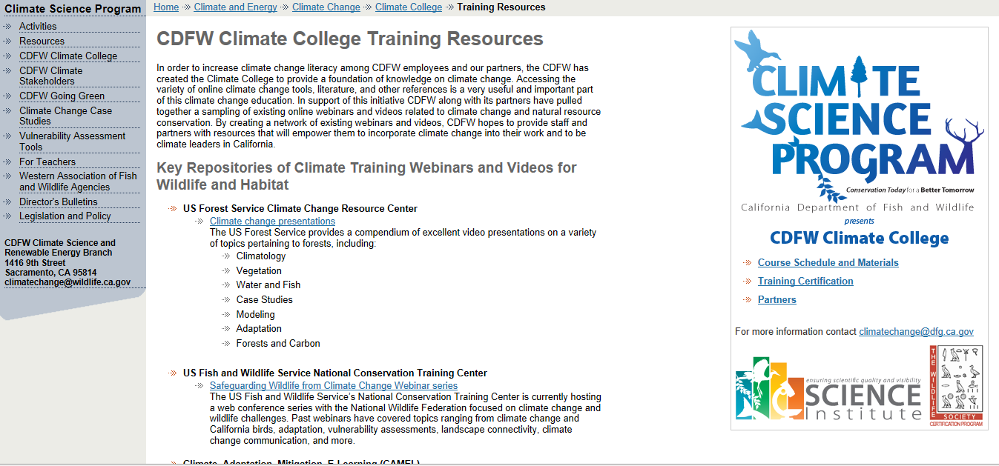 Climate Science Program
Activities
Resources
CDFW Climate College
CDFW Climate
Stakeholders
CDFW Going Green
Climate Change Case
Studies
Vulnerability Assessment
Tools
For Teachers
Western Association of Fish
and Wildlife Agencies
Director's Bulletins
Legislation and Policy
CDFW Climate Science and
Renewable Energy Branch
1416 9th Street
Sacramento, CA 95814
climatechange@wildlife.ca.gov
Home Climate and Energy Climate Change Climate College Training Resources
CDFW Climate College Training Resources
In order to increase climate change literacy among CDFW employees and our partners, the CDFW has
created the Climate College to provide a foundation of knowledge on climate change. Accessing the
variety of online climate change tools, literature, and other references is a very useful and important part
of this climate change education. In support of this initiative CDFW along with its partners have pulled
together a sampling of existing online webinars and videos related to climate change and natural resource
conservation. By creating a network of existing webinars and videos, CDFW hopes to provide staff and
partners with resources that will empower them to incorporate climate change into their work and to be
climate leaders in California.
Key Repositories of Climate Training Webinars and Videos for
Wildlife and Habitat
US Forest Service Climate Change Resource Center
Climate change presentations
The US Forest Service provides a compendium of excellent video presentations on a variety
of topics pertaining to forests, including:
Climatology
Vegetation
Water and Fish
Case Studies
Modeling
Adaptation
Forests and Carbon
US Fish and Wildlife Service National Conservation Training Center
Safeguarding Wildlife from Climate Change Webinar series
The US Fish and Wildlife Service's National Conservation Training Center is currently hosting
a web conference series with the National Wildlife Federation focused on climate change and
wildlife challenges. Past webinars have covered topics ranging from climate change and
California birds, adaptation, vulnerability assessments, landscape connectivity, climate
change communication, and more.
Climate, Adaptation, Mitigation, E-Learning (CAMEL)
CLIMATE
SCIENCE
PROGRAM
Conservation Today for a Better Tomorrow
California Department of Fish and Wildlife
presents
CDFW Climate College
Course Schedule and Materials
Training Certification
Partners
For more information contact climatechange@dfg.ca.gov
ensuring scientific quality and visibility
SCIENCE
Institute
THE WILDLIFE
SOCIETY
CERTIFICATION PROGRAM